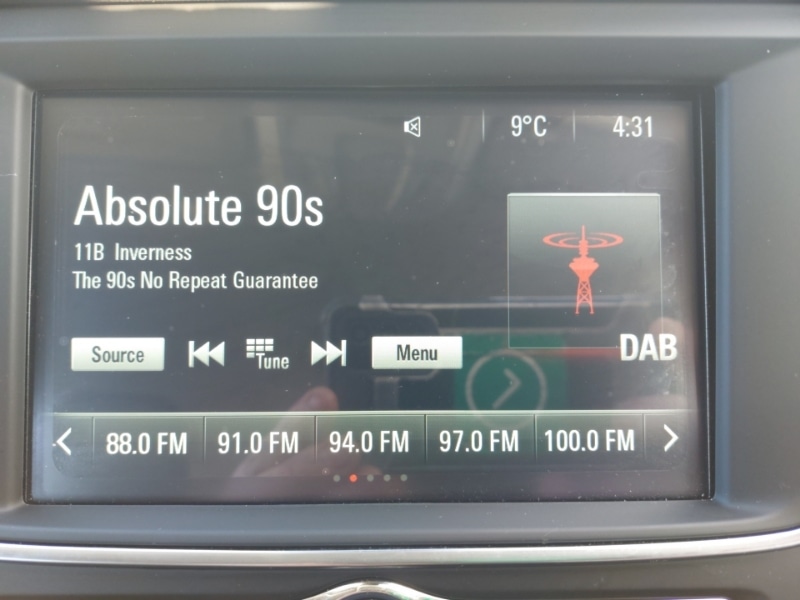 9°C 4:31
Absolute 90s
11B Inverness
The 90s No Repeat Guarantee
Source Tune Menu
DAB
88.0 FM 91.0 FM 94.0 FM 97.0 FM 100.0 FM